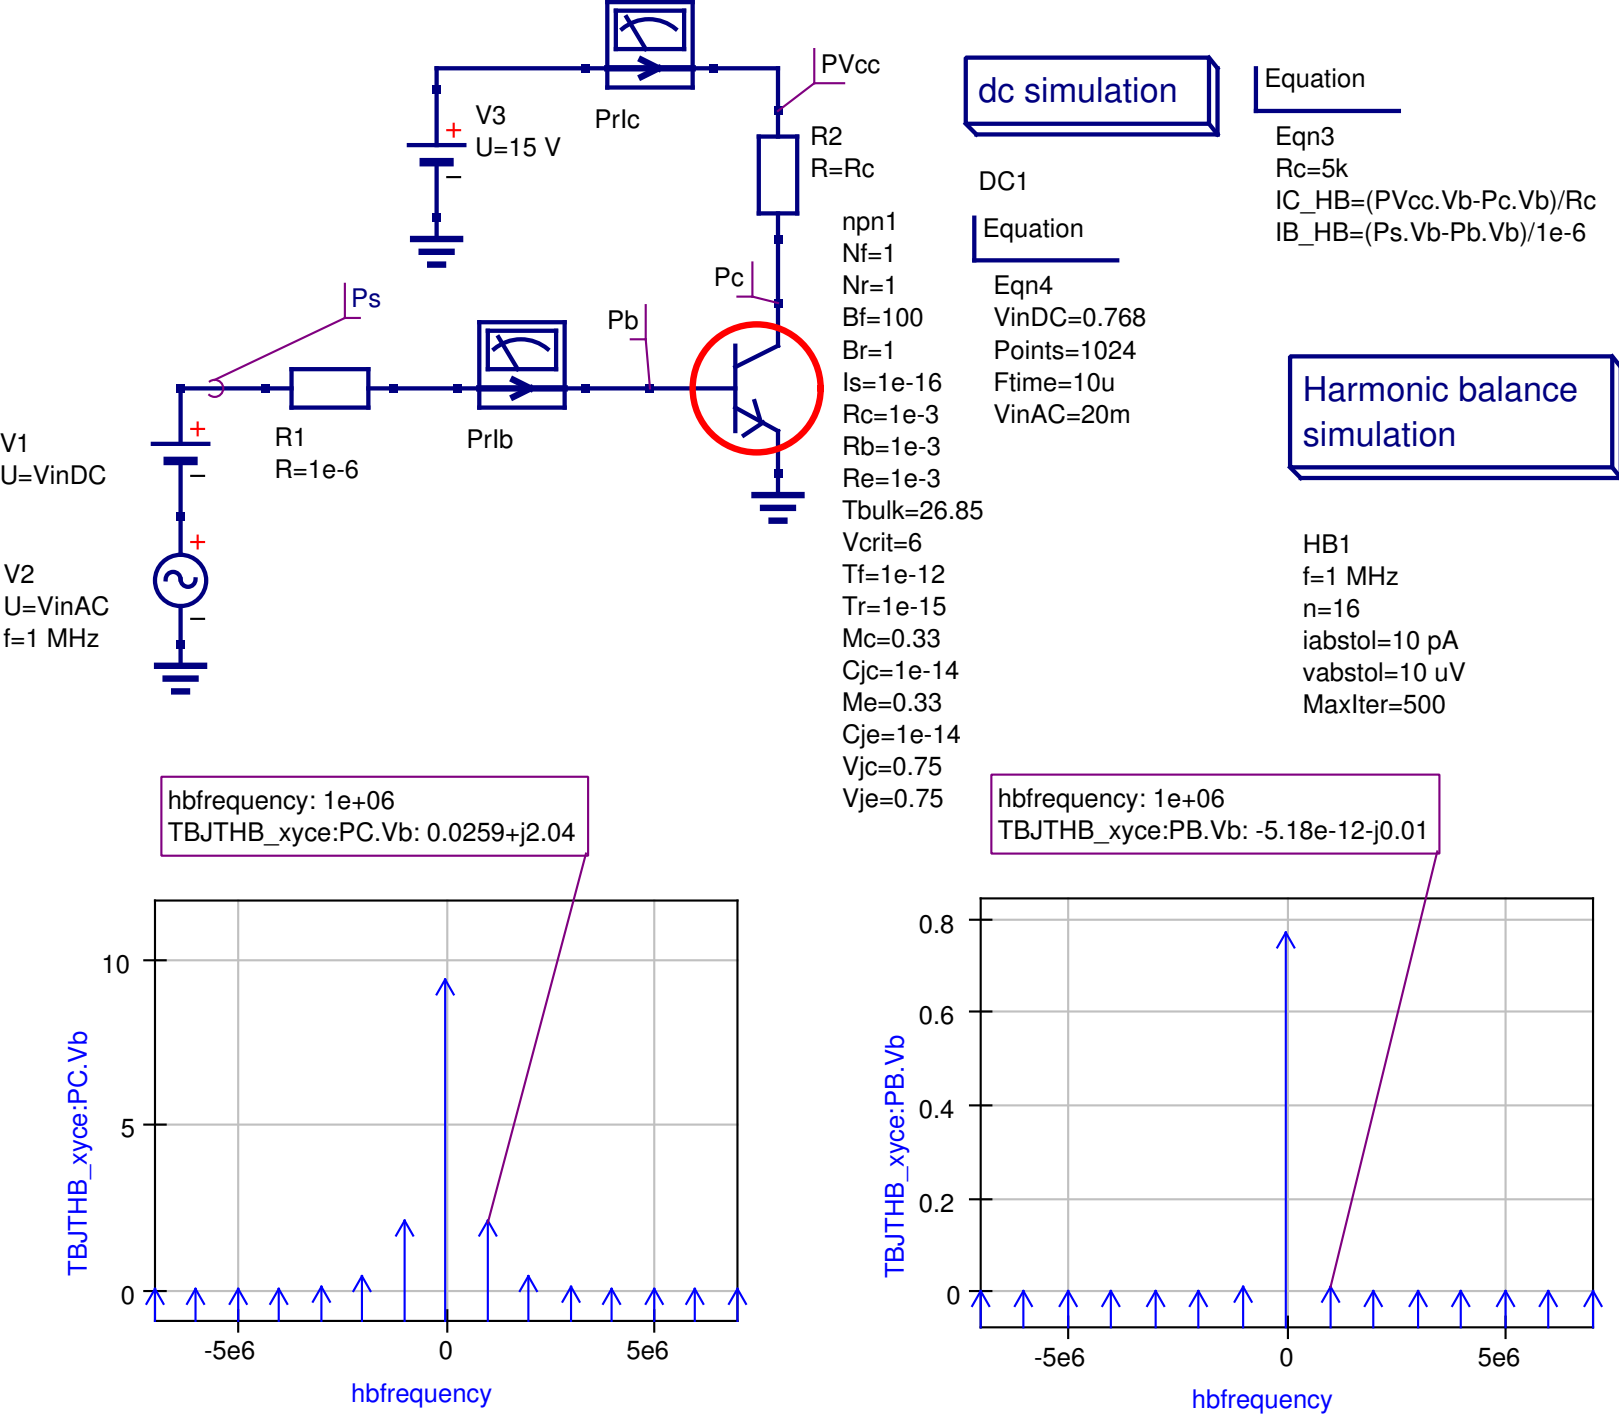 PrIc
PVcc
V3
U=15 V
+
−
R2
R=Rc
dc simulation
DC1
Equation
Eqn3
Rc=5k
IC_HB=(PVcc.Vb-Pc.Vb)/Rc
IB_HB=(Ps.Vb-Pb.Vb)/1e-6
Equation
Eqn4
VinDC=0.768
Points=1024
Ftime=10u
VinAC=20m
npn1
Nf=1
Nr=1
Bf=100
Br=1
Is=1e-16
Rc=1e-3
Rb=1e-3
Re=1e-3
Tbulk=26.85
Vcrit=6
Tf=1e-12
Tr=1e-15
Mc=0.33
Cjc=1e-14
Me=0.33
Cje=1e-14
Vjc=0.75
Vje=0.75
Ps
Pb
Pc
V1
U=VinDC
+
−
R1
R=1e-6
PrIb
V2
U=VinAC
f=1 MHz
+
−
Harmonic balance
simulation
HB1
f=1 MHz
n=16
iabstol=10 pA
vabstol=10 uV
MaxIter=500
hbfrequency: 1e+06
TBJTHB_xyce:PC.Vb: 0.0259+j2.04
10
5
0
-5e6
0
5e6
TBJTHB_xyce:PC.Vb
hbfrequency
hbfrequency: 1e+06
TBJTHB_xyce:PB.Vb: -5.18e-12-j0.01
0.8
0.6
0.4
0.2
0
-5e6
0
5e6
TBJTHB_xyce:PB.Vb
hbfrequency